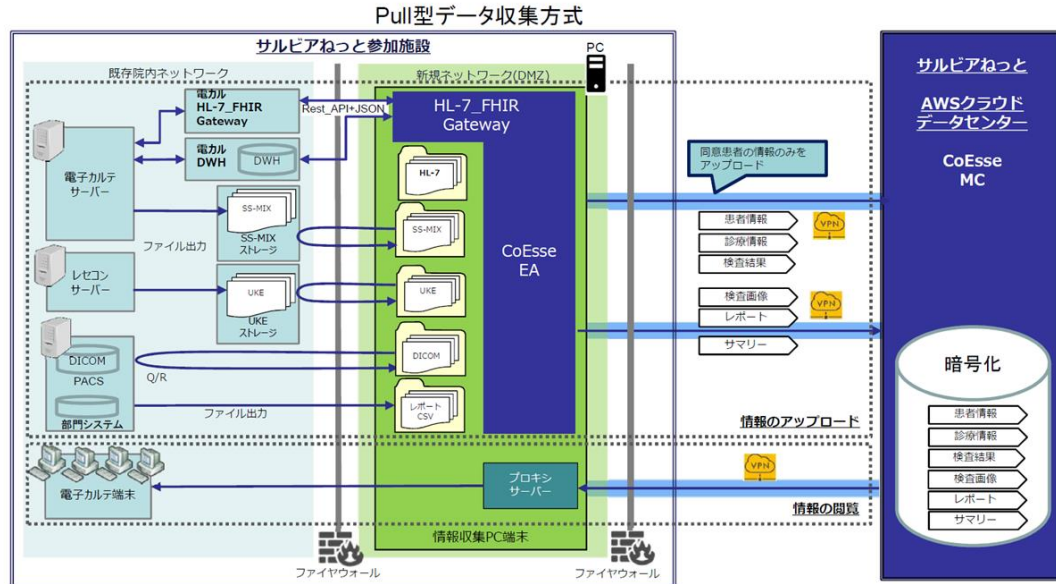 Pull型データ収集方式
サルビアねっと参加施設
既存院内ネットワーク
新規ネットワーク(DMZ)
PC
電カル
HL-7_FHIR
Gateway
Rest_API+JSON
HL-7_FHIR
Gateway
電カル
DWH
DWH
電子カルテ
サーバー
HL-7
SS-MIX
SS-MIX
ストレージ
SS-MIX
ファイル出力
CoEsse
EA
レセコン
サーバー
UKE
UKE
ストレージ
UKE
DICOM
PACS
Q/R
DICOM
部門システム
ファイル出力
レポート
CSV
電子カルテ端末
プロキシ
サーバー
情報収集PC端末
ファイヤウォール
ファイヤウォール
同意患者の情報のみを
アップロード
患者情報
診療情報
検査結果
VPN
検査画像
レポート
サマリー
VPN
情報のアップロード
VPN
情報の閲覧
サルビアねっと
AWSクラウド
データセンター
CoEsse
MC
暗号化
患者情報
診療情報
検査結果
検査画像
レポート
サマリー